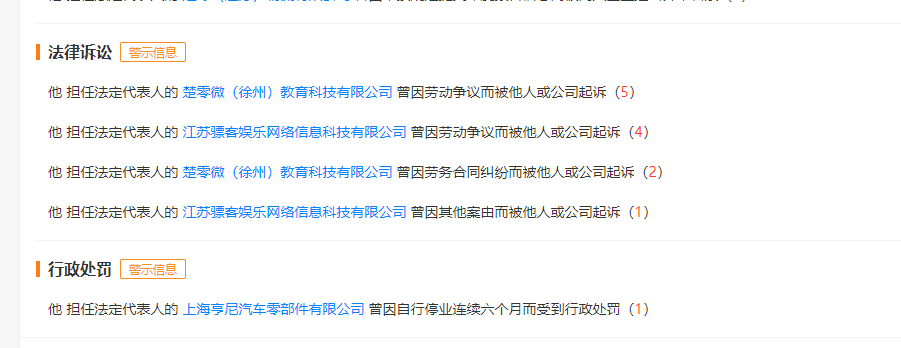 法律诉讼 警示信息
他 担任法定代表人的 楚零微（徐州）教育科技有限公司 曾因劳动争议而被他人或公司起诉（5）
他 担任法定代表人的 江苏骠客娱乐网络信息科技有限公司 曾因劳动争议而被他人或公司起诉（4）
他 担任法定代表人的 楚零微（徐州）教育科技有限公司 曾因劳务合同纠纷而被他人或公司起诉（2）
他 担任法定代表人的 江苏骠客娱乐网络信息科技有限公司 曾因其他案由而被他人或公司起诉（1）
行政处罚 警示信息
他 担任法定代表人的 上海亨尼汽车零部件有限公司 曾因自行停业连续六个月而受到行政处罚（1）